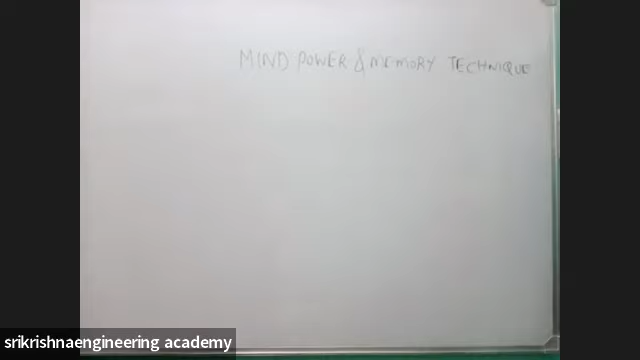 MIND POWER & MEMORY TECHNIQUE
srikrishnaengineering academy